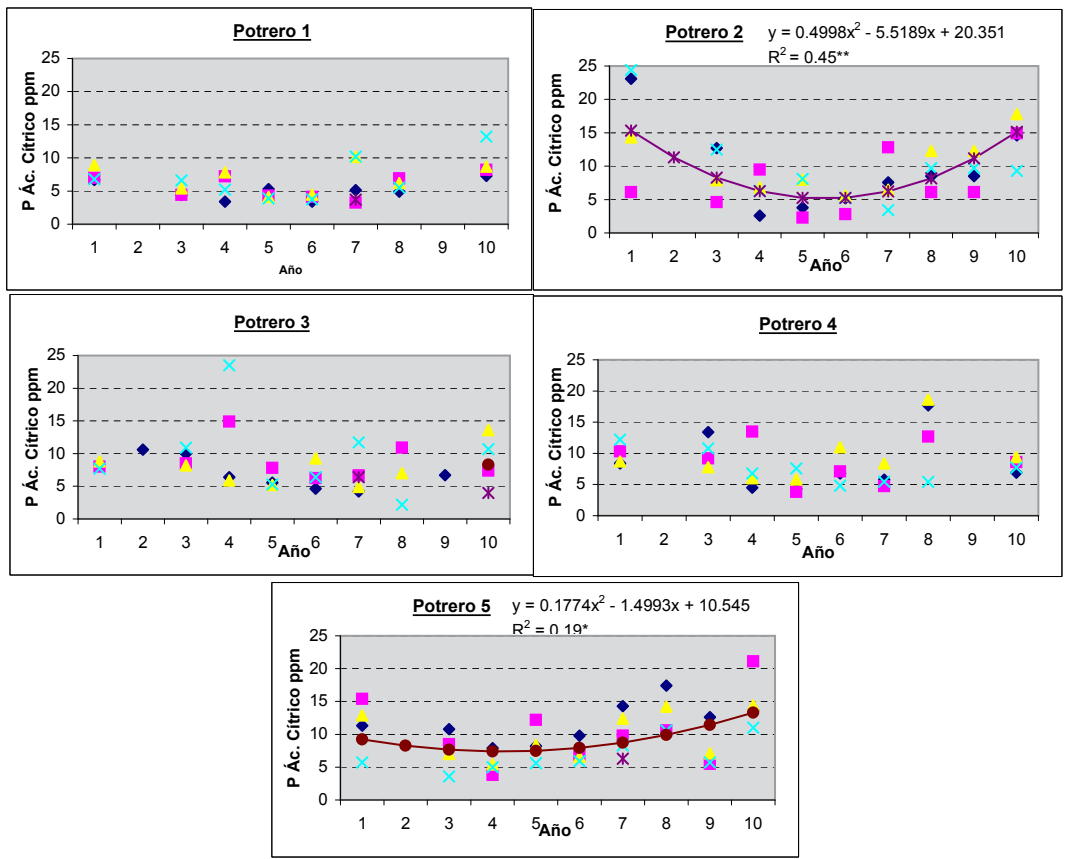 Potrero 1
P Ác. Cítrico ppm
25
20
15
10
5
0
1 2 3 4 5 6 7 8 9 10
Año
Potrero 2 y = 0.4998x² - 5.5189x + 20.351
R² = 0.45**
P Ác. Cítrico ppm
25
20
15
10
5
0
1 2 3 4 5 6 7 8 9 10
Año
Potrero 3
P Ác. Cítrico ppm
25
20
15
10
5
0
1 2 3 4 5 6 7 8 9 10
Año
Potrero 4
P Ác. Cítrico ppm
25
20
15
10
5
0
1 2 3 4 5 6 7 8 9 10
Año
Potrero 5 y = 0.1774x² - 1.4993x + 10.545
R² = 0.19*
P Ác. Cítrico ppm
25
20
15
10
5
0
1 2 3 4 5 6 7 8 9 10
Año